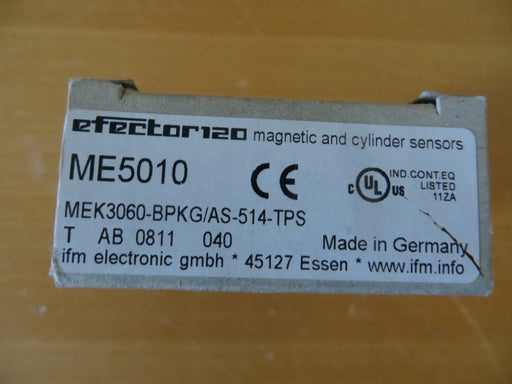 efector120 magnetic and cylinder sensors
ME5010 CE C UL US IND.CONT.EQ
LISTED
11ZA
MEK3060-BPKG/AS-514-TPS
T AB 0811 040 Made in Germany
ifm electronic gmbh * 45127 Essen * www.ifm.info